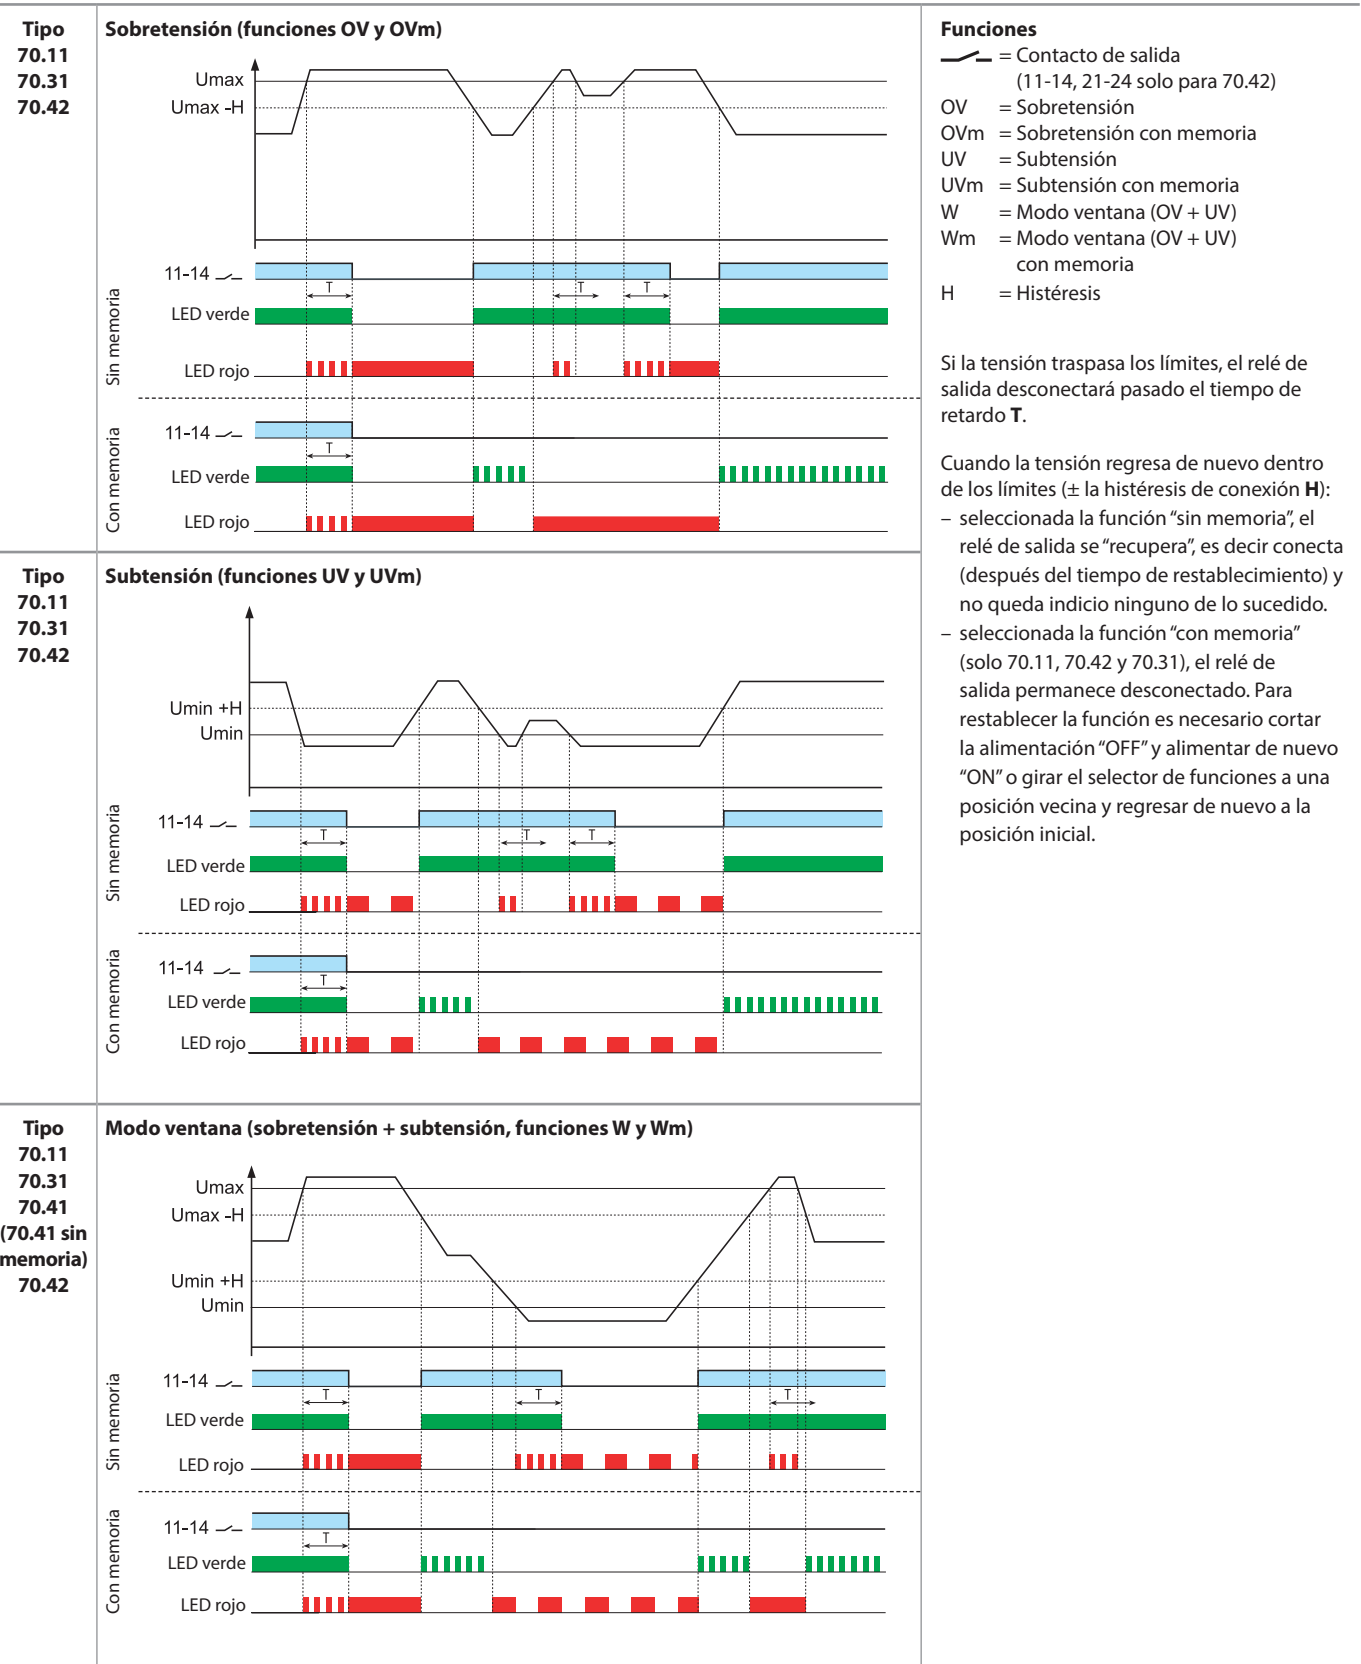 Tipo
70.11
70.31
70.42
Sobretensión (funciones OV y OVm)
Umax
Umax -H
Sin memoria
11-14
T
T
T
LED verde
LED rojo
Con memoria
11-14
T
LED verde
LED rojo
Tipo
70.11
70.31
70.42
Subtensión (funciones UV y UVm)
Umin +H
Umin
Sin memoria
11-14
T
T
T
LED verde
LED rojo
Con memoria
11-14
T
LED verde
LED rojo
Tipo
70.11
70.31
70.41
(70.41 sin
memoria)
70.42
Modo ventana (sobretensión + subtensión, funciones W y Wm)
Umax
Umax -H
Umin +H
Umin
Sin memoria
11-14
T
T
T
LED verde
LED rojo
Con memoria
11-14
T
LED verde
LED rojo
Funciones
= Contacto de salida
(11-14, 21-24 solo para 70.42)
OV = Sobretensión
OVm = Sobretensión con memoria
UV = Subtensión
UVm = Subtensión con memoria
W = Modo ventana (OV + UV)
Wm = Modo ventana (OV + UV)
con memoria
H = Histéresis
Si la tensión traspasa los límites, el relé de
salida desconectará pasado el tiempo de
retardo T.
Cuando la tensión regresa de nuevo dentro
de los límites (± la histéresis de conexión H):
– seleccionada la función “sin memoria”, el
relé de salida se “recupera”, es decir conecta
(después del tiempo de restablecimiento) y
no queda indicio ninguno de lo sucedido.
– seleccionada la función “con memoria”
(solo 70.11, 70.42 y 70.31), el relé de
salida permanece desconectado. Para
restablecer la función es necesario cortar
la alimentación “OFF” y alimentar de nuevo
“ON” o girar el selector de funciones a una
posición vecina y regresar de nuevo a la
posición inicial.